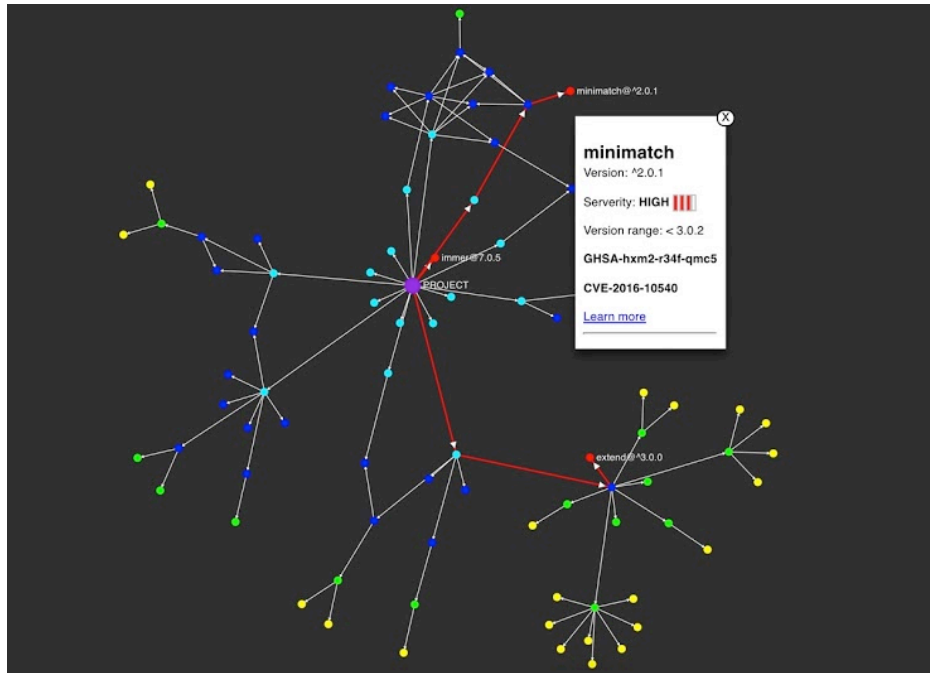 minimatch@^2.0.1
X
minimatch
Version: ^2.0.1
Serverity: HIGH
Version range: < 3.0.2
GHSA-hxm2-r34f-qmc5
CVE-2016-10540
Learn more
immer@7.0.5
PROJECT
extend@^3.0.0